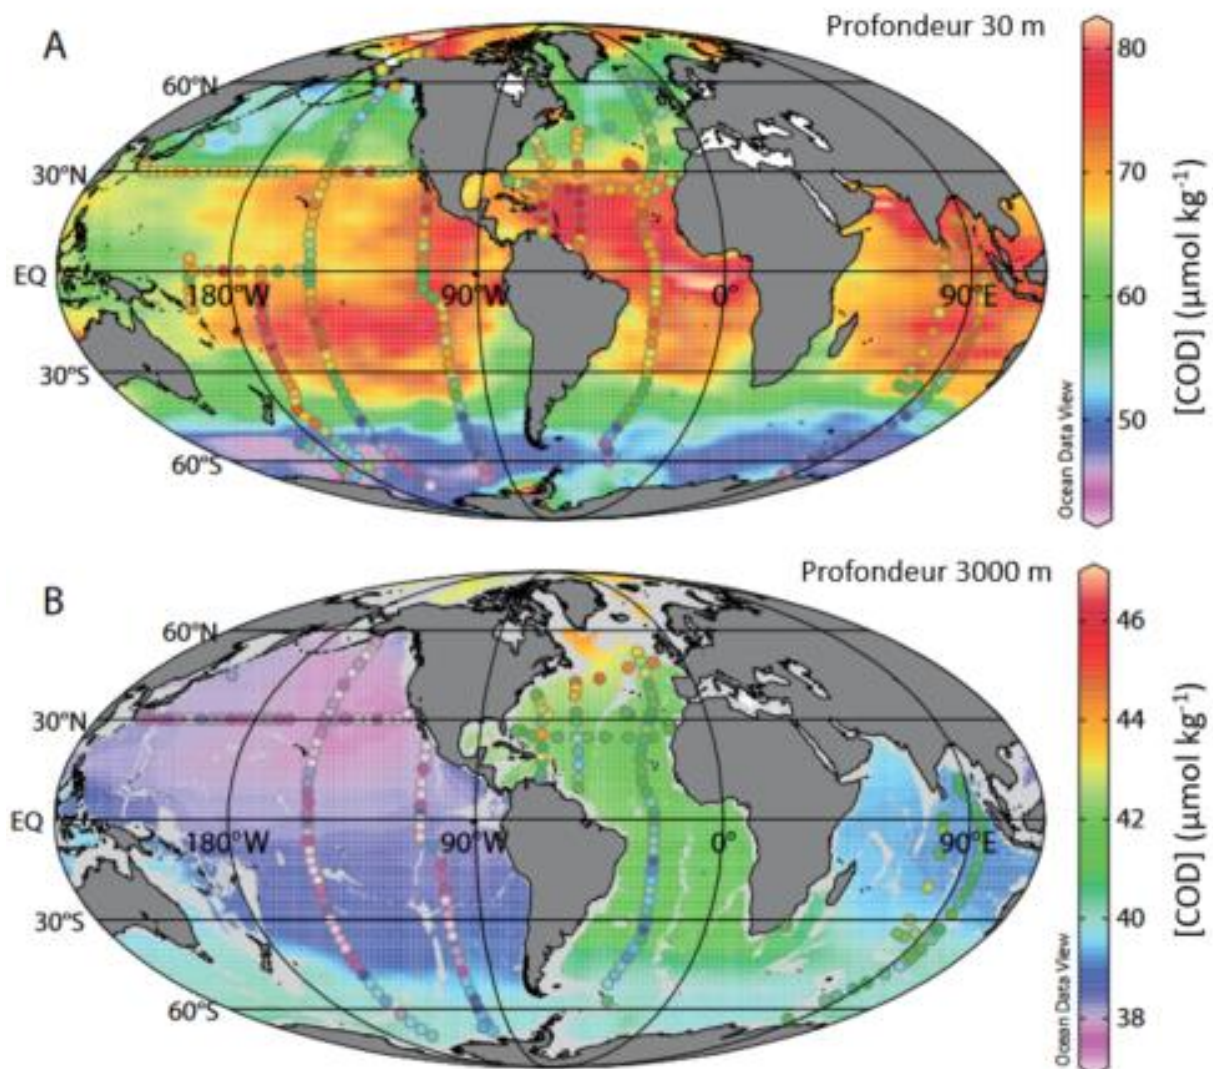 A
Profondeur 30 m
80
60°N
30°N
70
EQ
180°W
90°W
0°
90°E
60
30°S
50
60°S
[COD] (µmol kg⁻¹)
Ocean Data View
B
Profondeur 3000 m
46
60°N
30°N
44
EQ
180°W
90°W
0°
90°E
42
30°S
40
60°S
38
[COD] (µmol kg⁻¹)
Ocean Data View